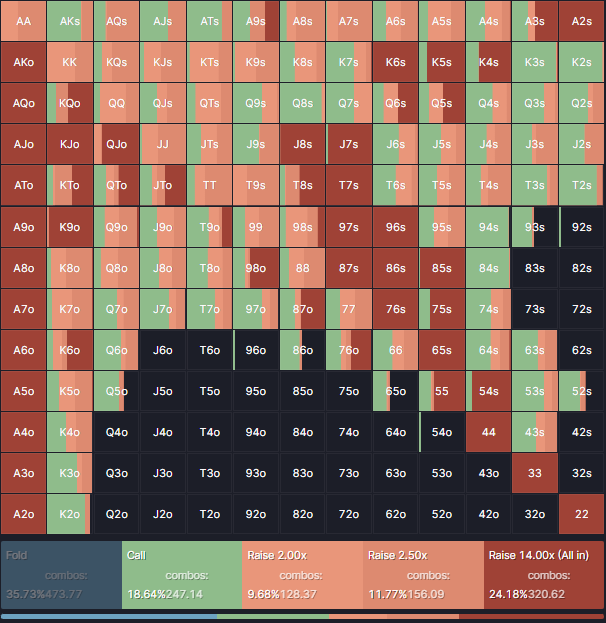 AA AKs AQs AJs ATs A9s A8s A7s A6s A5s A4s A3s A2s
AKo KK KQs KJs KTs K9s K8s K7s K6s K5s K4s K3s K2s
AQo KQo QQ QJs QTs Q9s Q8s Q7s Q6s Q5s Q4s Q3s Q2s
AJo KJo QJo JJ JTs J9s J8s J7s J6s J5s J4s J3s J2s
ATo KTo QTo JTo TT T9s T8s T7s T6s T5s T4s T3s T2s
A9o K9o Q9o J9o T9o 99 98s 97s 96s 95s 94s 93s 92s
A8o K8o Q8o J8o T8o 98o 88 87s 86s 85s 84s 83s 82s
A7o K7o Q7o J7o T7o 97o 87o 77 76s 75s 74s 73s 72s
A6o K6o Q6o J6o T6o 96o 86o 76o 66 65s 64s 63s 62s
A5o K5o Q5o J5o T5o 95o 85o 75o 65o 55 54s 53s 52s
A4o K4o Q4o J4o T4o 94o 84o 74o 64o 54o 44 43s 42s
A3o K3o Q3o J3o T3o 93o 83o 73o 63o 53o 43o 33 32s
A2o K2o Q2o J2o T2o 92o 82o 72o 62o 52o 42o 32o 22
Fold Call Raise 2.00x Raise 2.50x Raise 14.00x (All in)
combos: combos: combos: combos: combos:
35.73%473.77 18.64%247.14 9.68%128.37 11.77%156.09 24.18%320.62